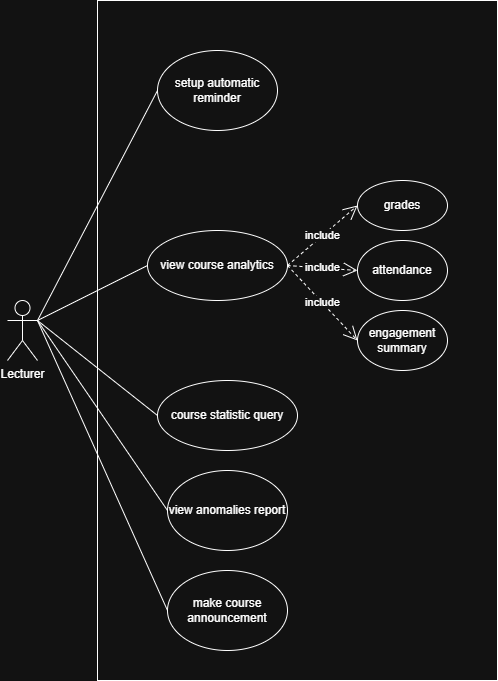 setup automatic
reminder
grades
include
view course analytics
include
attendance
include
engagement
summary
Lecturer
course statistic query
view anomalies report
make course
announcement